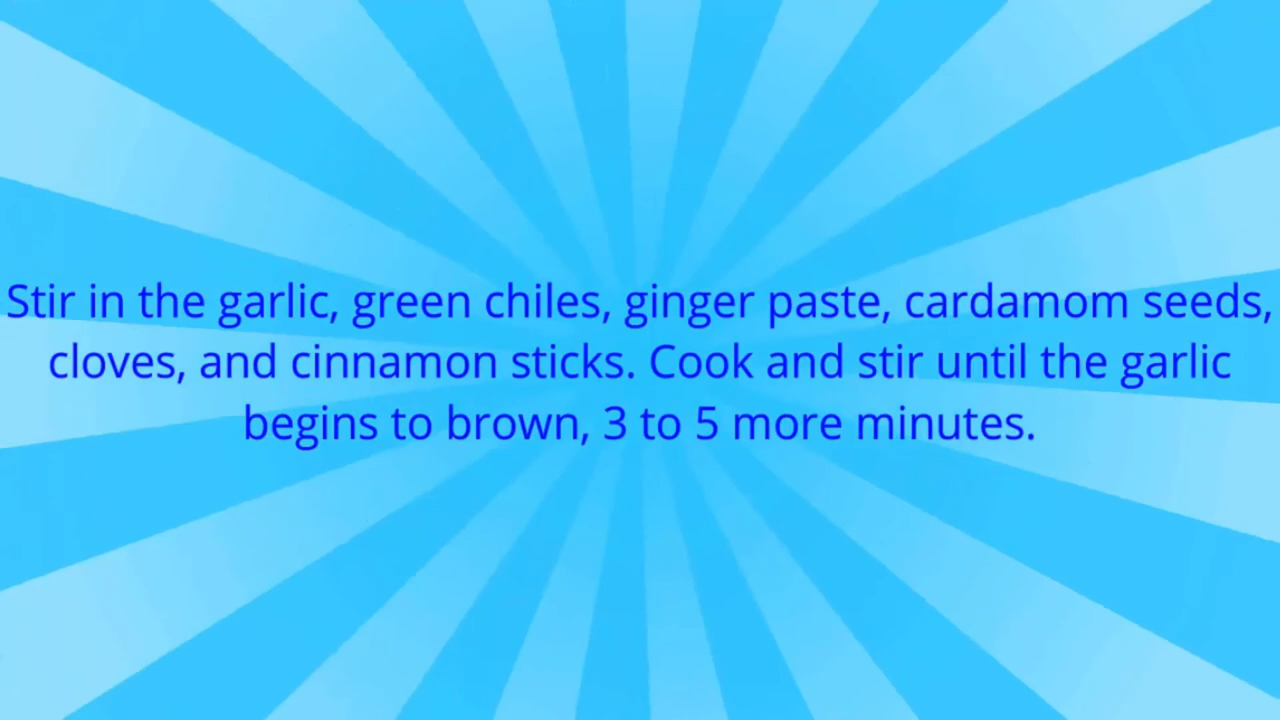 Stir in the garlic, green chiles, ginger paste, cardamom seeds,
cloves, and cinnamon sticks. Cook and stir until the garlic
begins to brown, 3 to 5 more minutes.